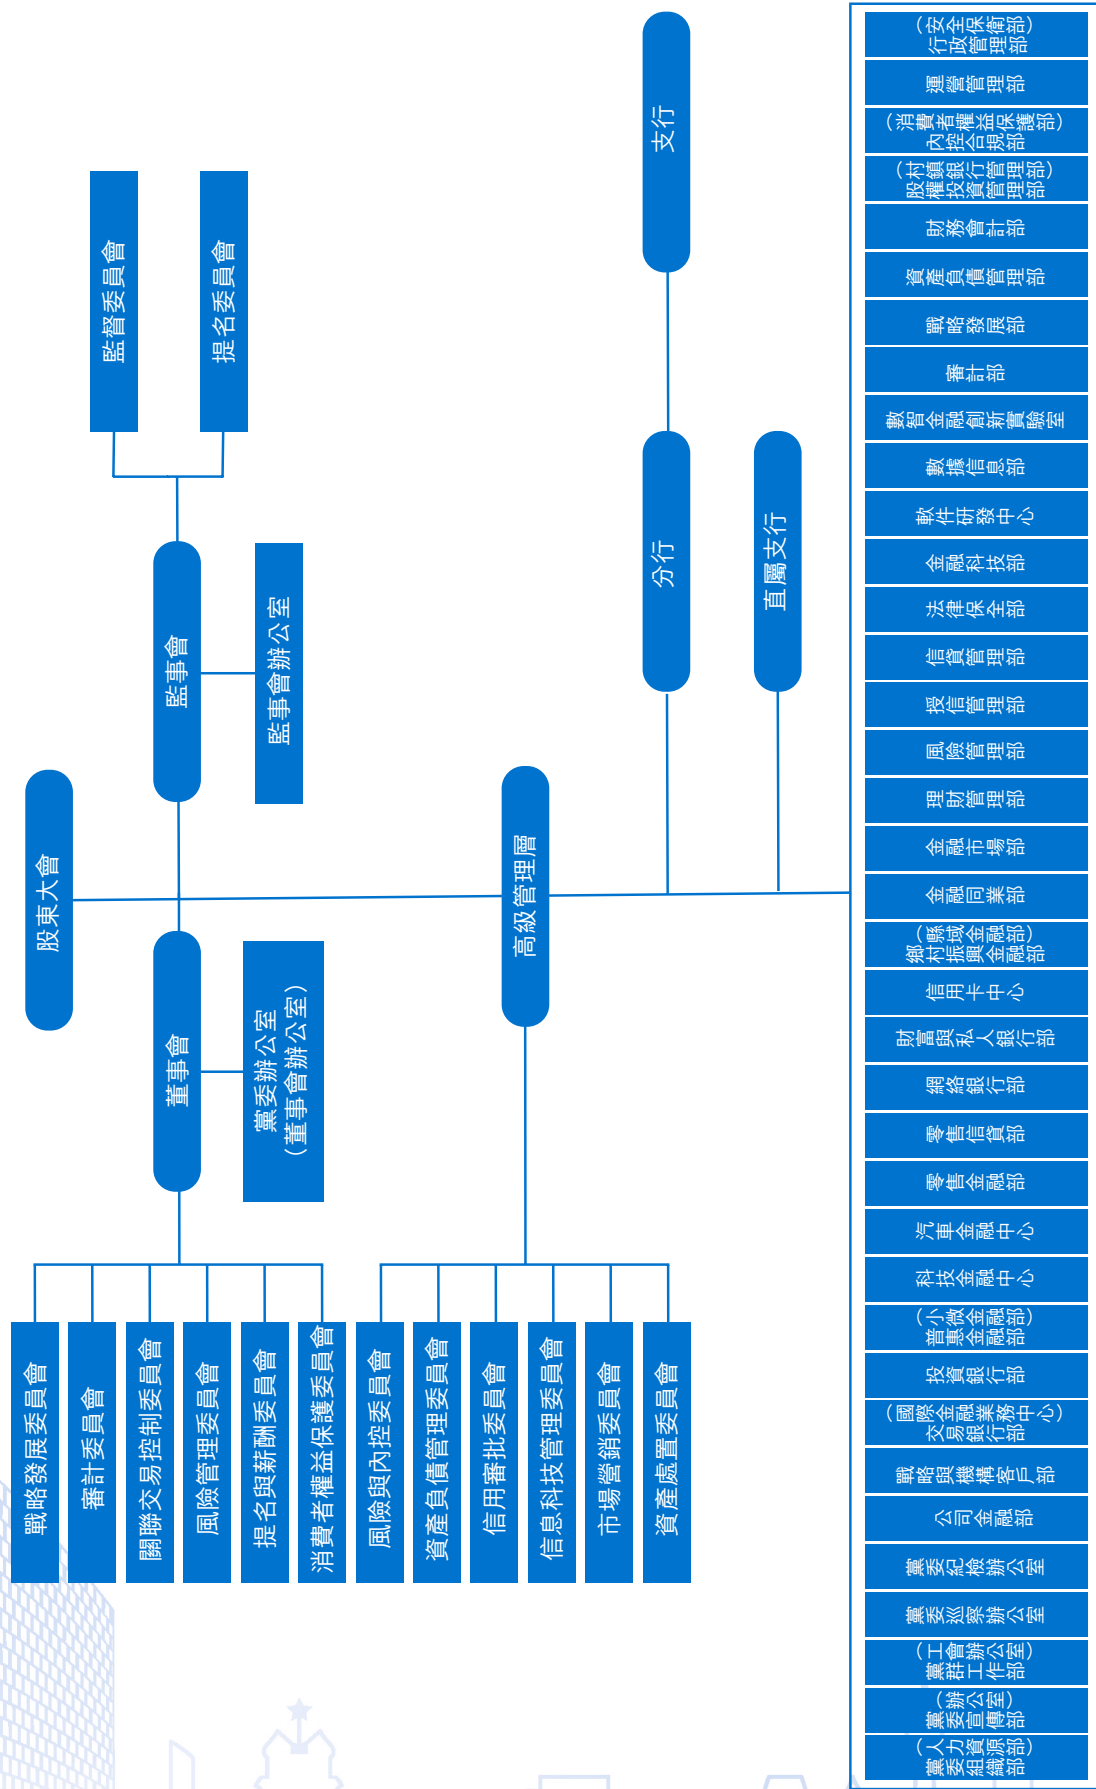 股東大會
董事會
監事會
黨委辦公室
（董事會辦公室）
監事會辦公室
監督委員會
提名委員會
戰略發展委員會
審計委員會
關聯交易控制委員會
風險管理委員會
提名與薪酬委員會
消費者權益保護委員會
高級管理層
風險與內控委員會
資產負債管理委員會
信用審批委員會
信息科技管理委員會
市場營銷委員會
資產處置委員會
分行
支行
直屬支行
（人力資源部）
黨委組織部
（辦公室）
黨委宣傳部
（工會辦公室）
黨群工作部
黨委巡察辦公室
黨委紀檢辦公室
公司金融部
戰略與機構客戶部
（國際金融業務中心）
交易銀行部
投資銀行部
（小微金融部）
普惠金融部
科技金融中心
汽車金融中心
零售金融部
零售信貸部
網絡銀行部
財富與私人銀行部
信用卡中心
（縣域金融部）
鄉村振興金融部
金融同業部
金融市場部
理財管理部
風險管理部
授信管理部
信貸管理部
法律保全部
金融科技部
軟件研發中心
數據信息部
數智金融創新實驗室
審計部
戰略發展部
資產負債管理部
財務會計部
（村鎮銀行管理部）
股權投資管理部
（消費者權益保護部）
內控合規部
運營管理部
（安全保衛部）
行政管理部